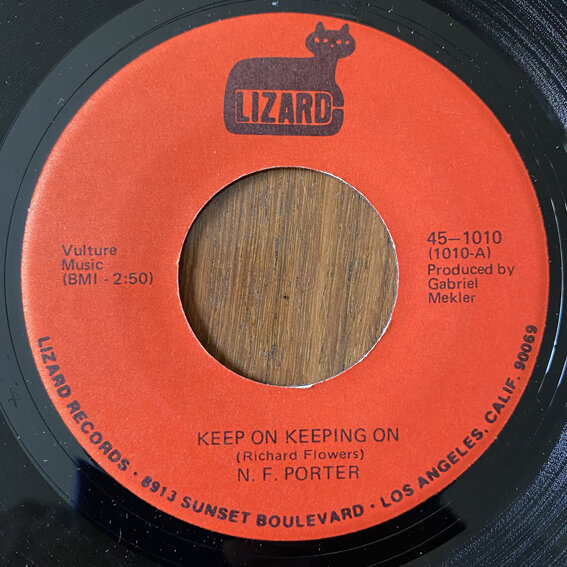 LIZARD
Vulture
Music
(BMI - 2:50)
45-1010
(1010-A)
Produced by
Gabriel
Mekler
KEEP ON KEEPING ON
(Richard Flowers)
N. F. PORTER
LIZARD RECORDS · 8913 SUNSET BOULEVARD · LOS ANGELES, CALIF. 90069